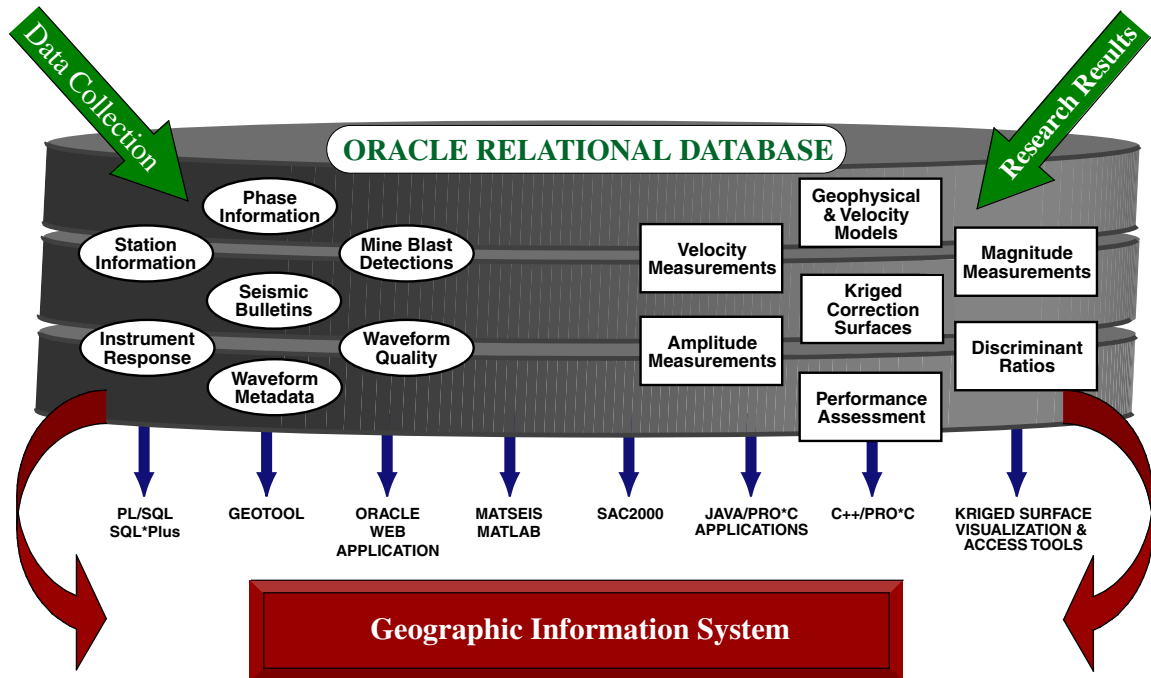 Data Collection
Research Results
ORACLE RELATIONAL DATABASE
Phase
Information
Station
Information
Mine Blast
Detections
Seismic
Bulletins
Instrument
Response
Waveform
Quality
Waveform
Metadata
Geophysical
& Velocity
Models
Velocity
Measurements
Magnitude
Measurements
Kriged
Correction
Surfaces
Amplitude
Measurements
Discriminant
Ratios
Performance
Assessment
PL/SQL
SQL*Plus
GEOTOOL
ORACLE
WEB
APPLICATION
MATSEIS
MATLAB
SAC2000
JAVA/PRO*C
APPLICATIONS
C++/PRO*C
KRIGED SURFACE
VISUALIZATION &
ACCESS TOOLS
Geographic Information System